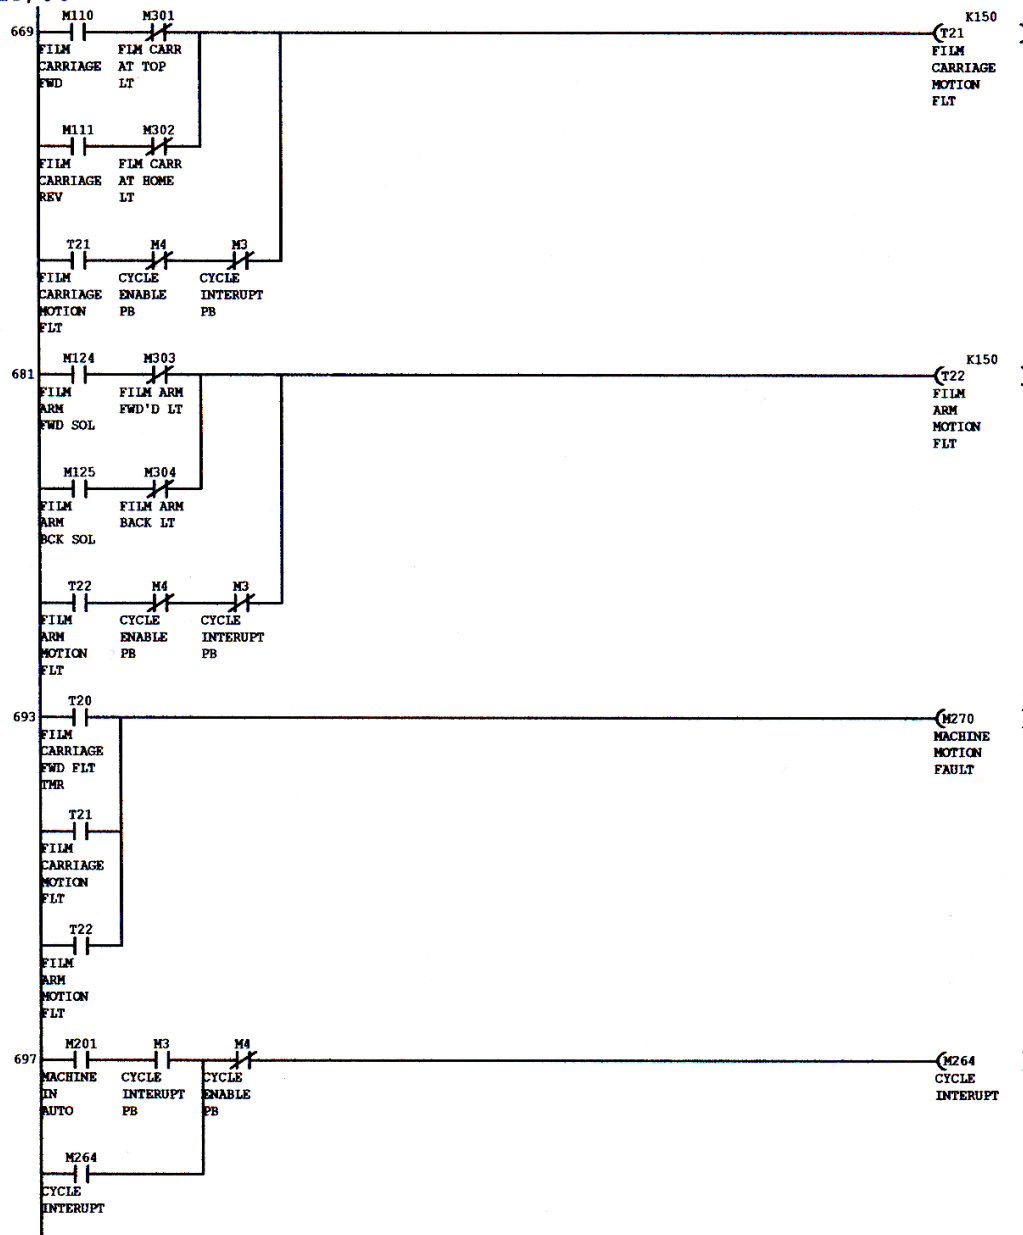 M110 M301 K150
669 T21
FILM CARRIAGE FWD
FLM CARR AT TOP LT
FILM CARRIAGE MOTION FLT
M111 M302
FILM CARRIAGE REV
FLM CARR AT HOME LT
T21 M4 M3
FILM CARRIAGE MOTION FLT
CYCLE ENABLE PB
CYCLE INTERUPT PB
M124 M303 K150
681 T22
FILM ARM FWD SOL
FILM ARM FWD'D LT
FILM ARM MOTION FLT
M125 M304
FILM ARM BCK SOL
FILM ARM BACK LT
T22 M4 M3
FILM ARM MOTION FLT
CYCLE ENABLE PB
CYCLE INTERUPT PB
T20
693 M270
FILM CARRIAGE FWD FLT TMR
MACHINE MOTION FAULT
T21
FILM CARRIAGE MOTION FLT
T22
FILM ARM MOTION FLT
M201 M3 M4
697 M264
MACHINE IN AUTO
CYCLE INTERUPT PB
CYCLE ENABLE PB
CYCLE INTERUPT
M264
CYCLE INTERUPT